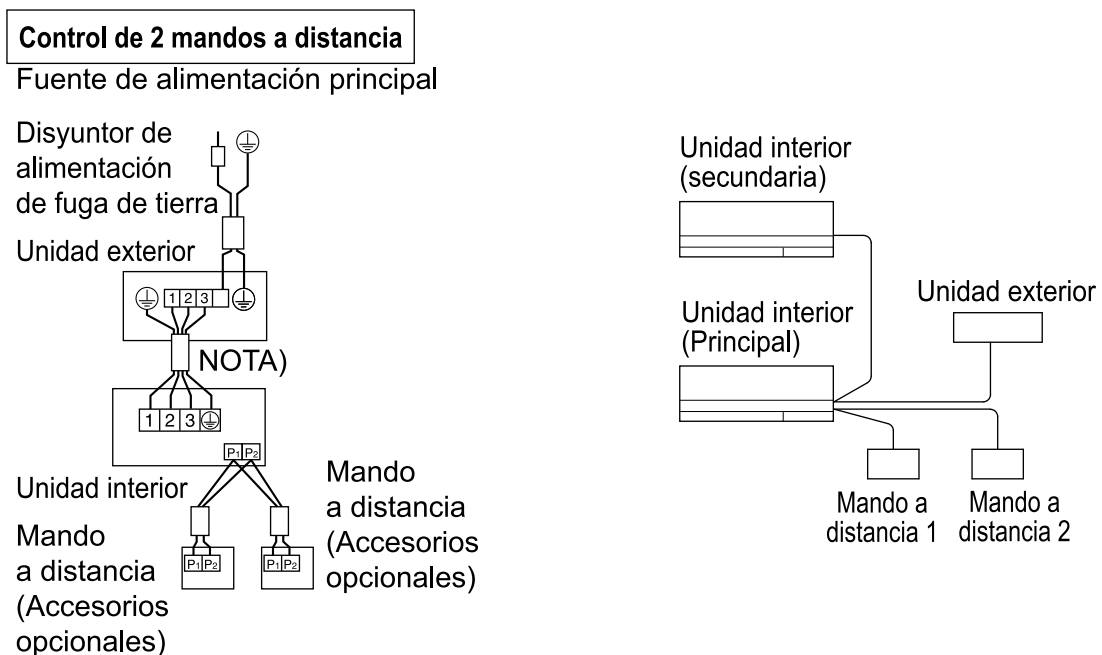 Control de 2 mandos a distancia
Fuente de alimentación principal
Disyuntor de
alimentación
de fuga de tierra
Unidad exterior
1 2 3
NOTA)
1 2 3
P1 P2
Unidad interior
Mando
a distancia
(Accesorios
opcionales)
P1 P2
P1 P2
Mando
a distancia
(Accesorios
opcionales)
Unidad interior
(secundaria)
Unidad interior
(Principal)
Unidad exterior
Mando a
distancia 1
Mando a
distancia 2